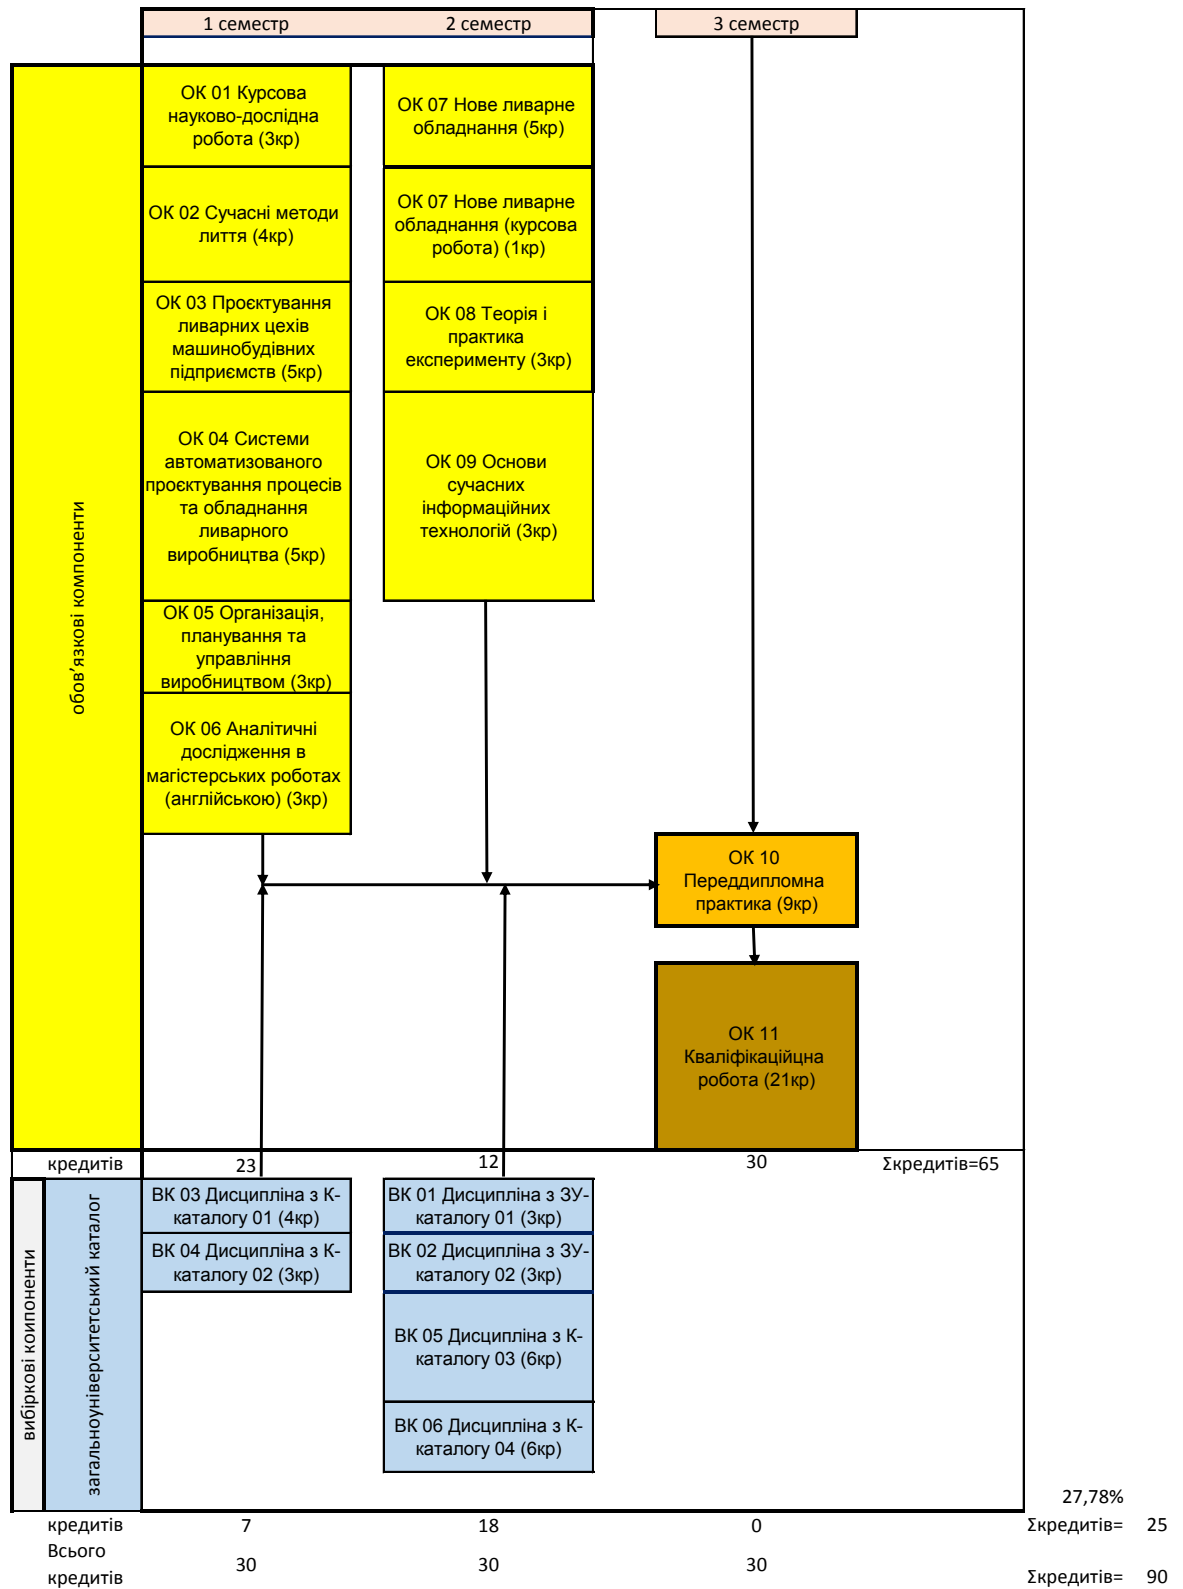 1 семестр
2 семестр
3 семестр
обов’язкові компоненти
ОК 01 Курсова
науково-дослідна
робота (3кр)
ОК 02 Сучасні методи
лиття (4кр)
ОК 03 Проєктування
ливарних цехів
машинобудівних
підприємств (5кр)
ОК 04 Системи
автоматизованого
проєктування процесів
та обладнання
ливарного
виробництва (5кр)
ОК 05 Організація,
планування та
управління
виробництвом (3кр)
ОК 06 Аналітичні
дослідження в
магістерських роботах
(англійською) (3кр)
ОК 07 Нове ливарне
обладнання (5кр)
ОК 07 Нове ливарне
обладнання (курсова
робота) (1кр)
ОК 08 Теорія і
практика
експерименту (3кр)
ОК 09 Основи
сучасних
інформаційних
технологій (3кр)
ОК 10
Переддипломна
практика (9кр)
ОК 11
Кваліфікаційцна
робота (21кр)
кредитів
23
12
30
Σкредитів=65
вибіркові коипоненти
загальноуніверситетський каталог
ВК 03 Дисципліна з К-
каталогу 01 (4кр)
ВК 04 Дисципліна з К-
каталогу 02 (3кр)
ВК 01 Дисципліна з ЗУ-
каталогу 01 (3кр)
ВК 02 Дисципліна з ЗУ-
каталогу 02 (3кр)
ВК 05 Дисципліна з К-
каталогу 03 (6кр)
ВК 06 Дисципліна з К-
каталогу 04 (6кр)
27,78%
кредитів
7
18
0
Σкредитів= 25
Всього
кредитів
30
30
30
Σкредитів= 90